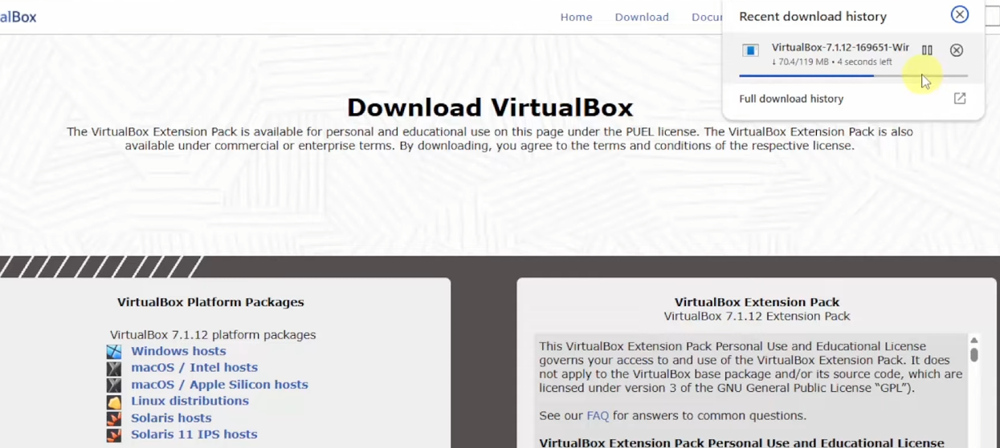 alBox
Home Download Docu
Recent download history
VirtualBox-7.1.12-169651-Wir
↓ 70.4/119 MB • 4 seconds left
Full download history
Download VirtualBox
The VirtualBox Extension Pack is available for personal and educational use on this page under the PUEL license. The VirtualBox Extension Pack is also
available under commercial or enterprise terms. By downloading, you agree to the terms and conditions of the respective license.
VirtualBox Platform Packages
VirtualBox 7.1.12 platform packages
Windows hosts
macOS / Intel hosts
macOS / Apple Silicon hosts
Linux distributions
Solaris hosts
Solaris 11 IPS hosts
VirtualBox Extension Pack
VirtualBox 7.1.12 Extension Pack
This VirtualBox Extension Pack Personal Use and Educational License
governs your access to and use of the VirtualBox Extension Pack. It does
not apply to the VirtualBox base package and/or its source code, which are
licensed under version 3 of the GNU General Public License “GPL”).
See our FAQ for answers to common questions.
VirtualBox Extension Pack Personal Use and Educational License